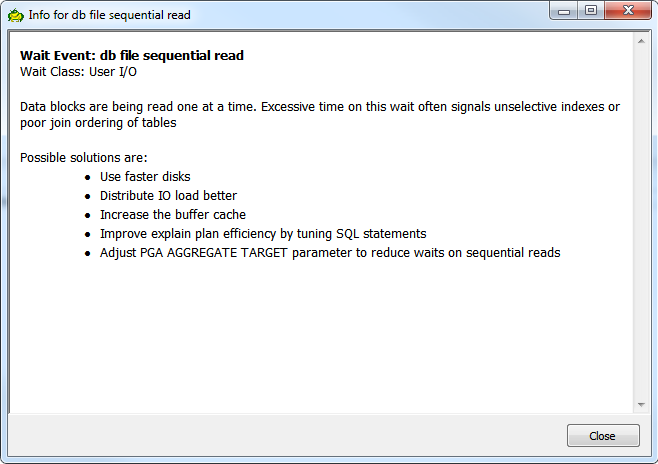 Info for db file sequential read
Wait Event: db file sequential read
Wait Class: User I/O
Data blocks are being read one at a time. Excessive time on this wait often signals unselective indexes or
poor join ordering of tables
Possible solutions are:
• Use faster disks
• Distribute IO load better
• Increase the buffer cache
• Improve explain plan efficiency by tuning SQL statements
• Adjust PGA AGGREGATE TARGET parameter to reduce waits on sequential reads
Close